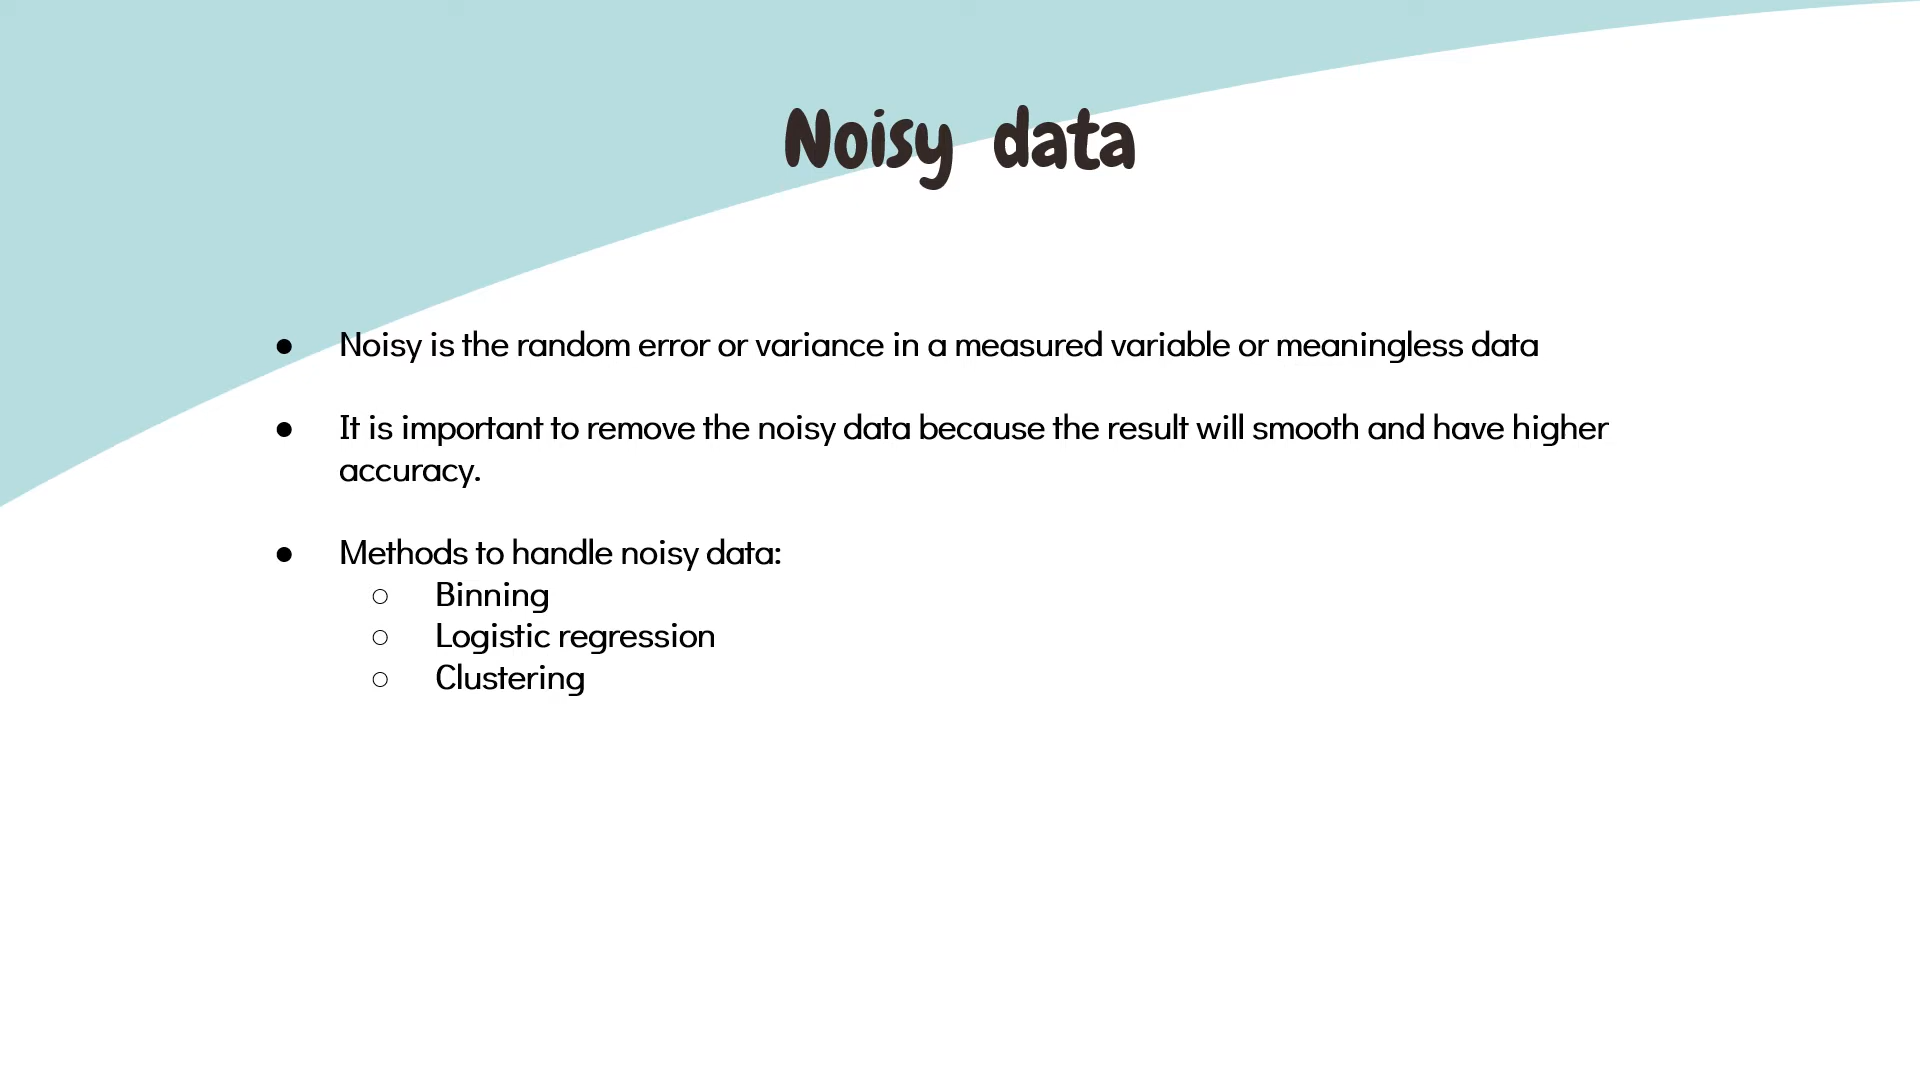 Noisy data
● Noisy is the random error or variance in a measured variable or meaningless data
● It is important to remove the noisy data because the result will smooth and have higher
accuracy.
● Methods to handle noisy data:
○ Binning
○ Logistic regression
○ Clustering